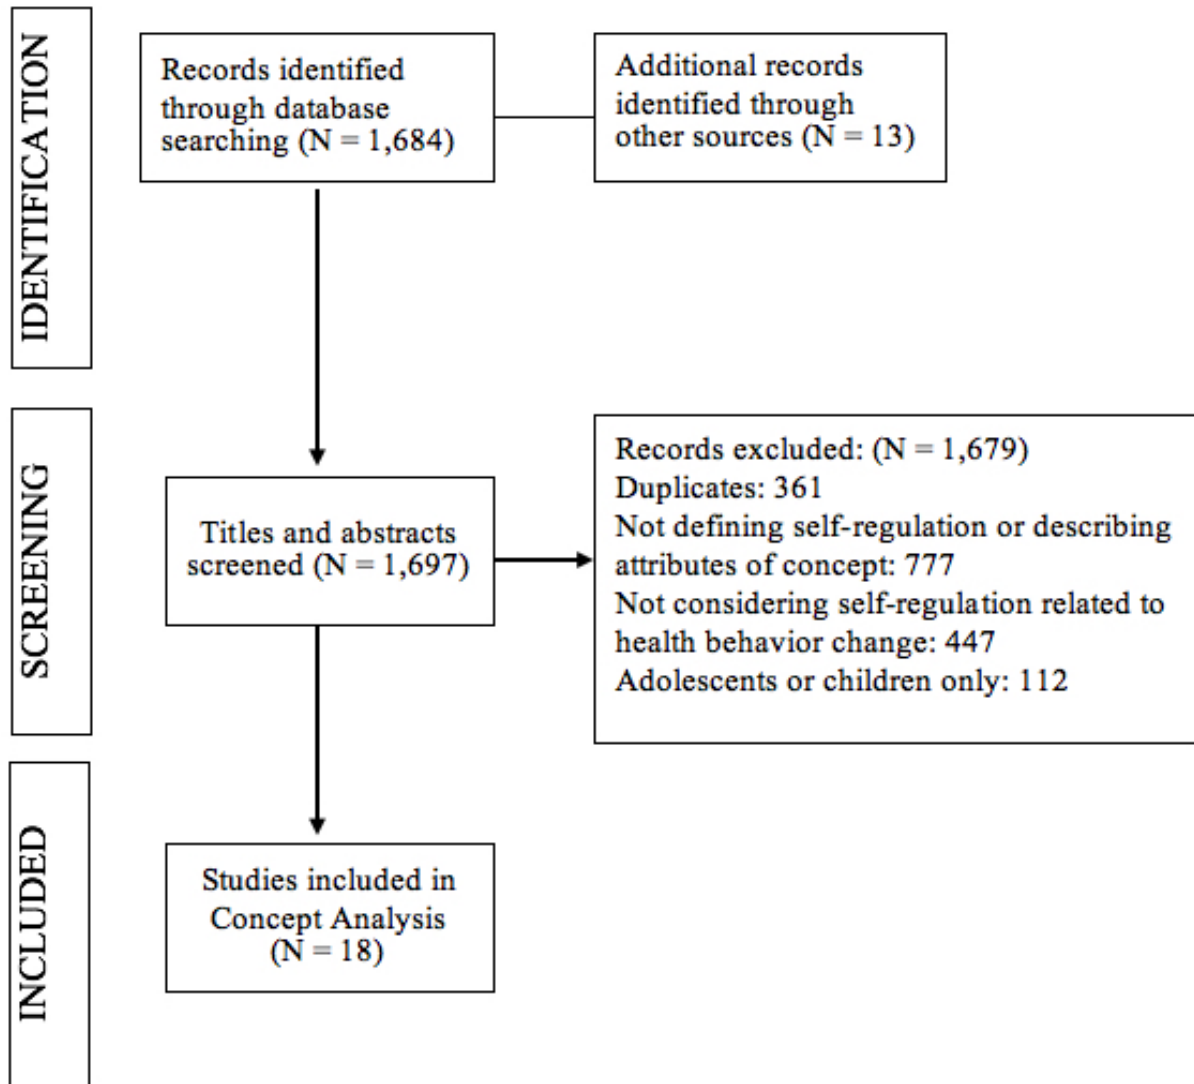 IDENTIFICATION
Records identified
through database
searching (N = 1,684)
Additional records
identified through
other sources (N = 13)
SCREENING
Titles and abstracts
screened (N = 1,697)
Records excluded: (N = 1,679)
Duplicates: 361
Not defining self-regulation or describing
attributes of concept: 777
Not considering self-regulation related to
health behavior change: 447
Adolescents or children only: 112
INCLUDED
Studies included in
Concept Analysis
(N = 18)